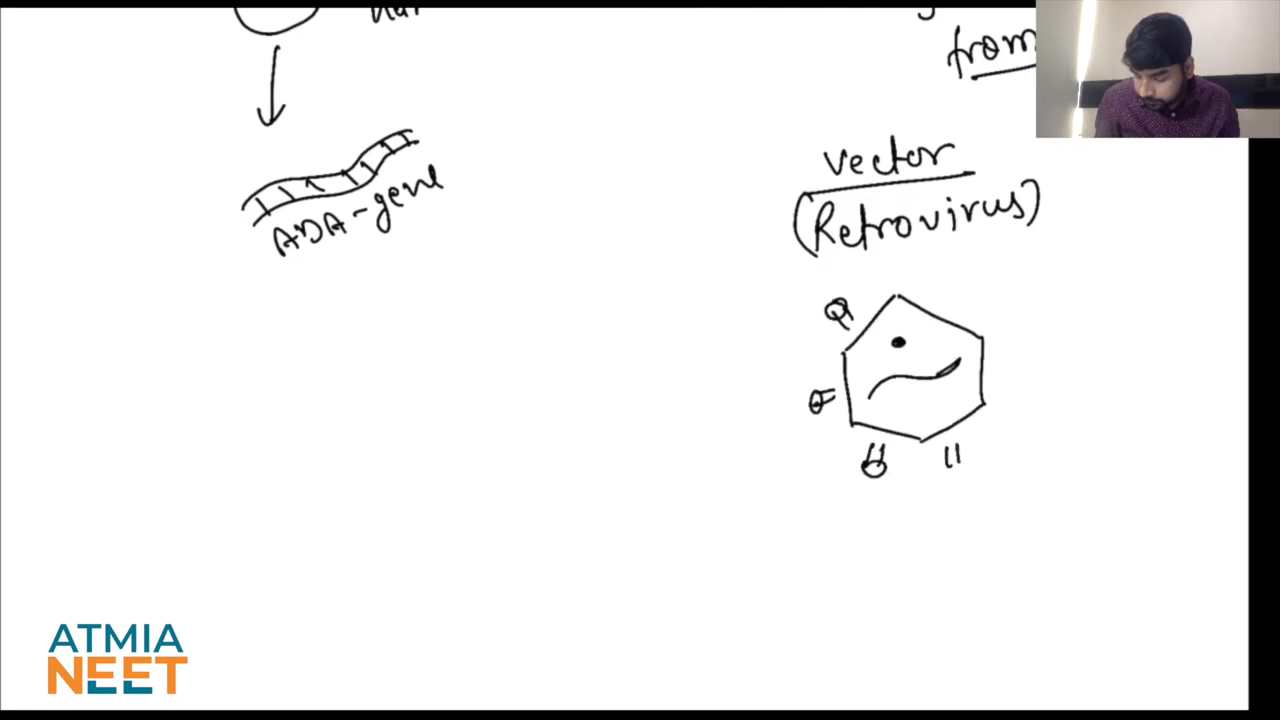 from
vector
(Retrovirus)
ADA-gene
ATMIA
NEET